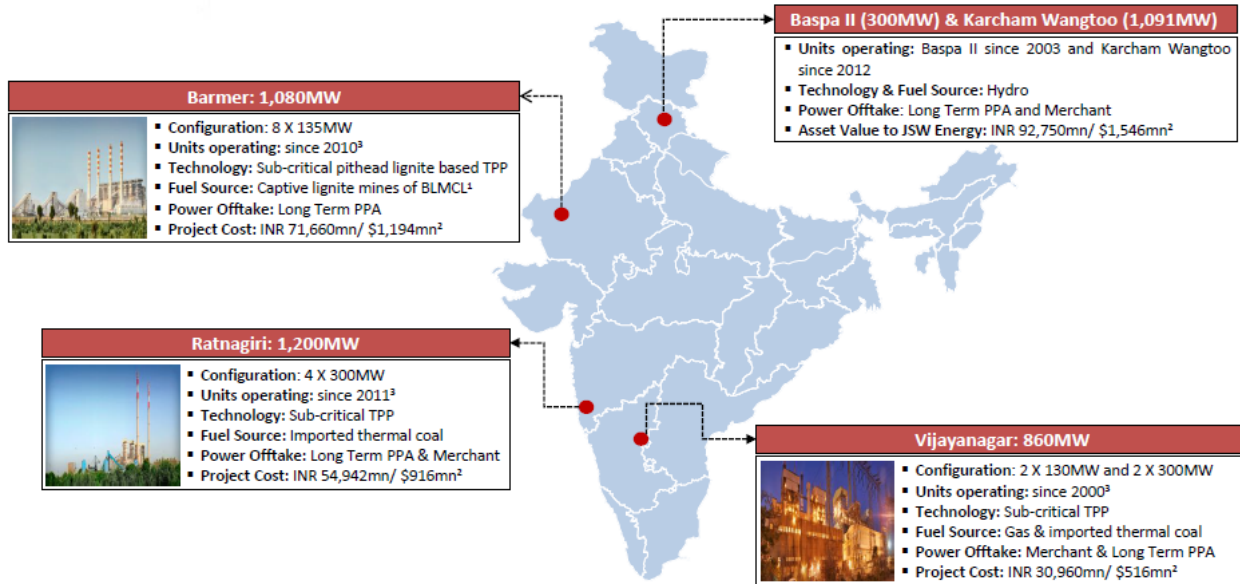 Baspa II (300MW) & Karcham Wangtoo (1,091MW)
▪ Units operating: Baspa II since 2003 and Karcham Wangtoo
since 2012
▪ Technology & Fuel Source: Hydro
▪ Power Offtake: Long Term PPA and Merchant
▪ Asset Value to JSW Energy: INR 92,750mn/ $1,546mn²
Barmer: 1,080MW
▪ Configuration: 8 X 135MW
▪ Units operating: since 2010³
▪ Technology: Sub-critical pithead lignite based TPP
▪ Fuel Source: Captive lignite mines of BLMCL¹
▪ Power Offtake: Long Term PPA
▪ Project Cost: INR 71,660mn/ $1,194mn²
Ratnagiri: 1,200MW
▪ Configuration: 4 X 300MW
▪ Units operating: since 2011³
▪ Technology: Sub-critical TPP
▪ Fuel Source: Imported thermal coal
▪ Power Offtake: Long Term PPA & Merchant
▪ Project Cost: INR 54,942mn/ $916mn²
Vijayanagar: 860MW
▪ Configuration: 2 X 130MW and 2 X 300MW
▪ Units operating: since 2000³
▪ Technology: Sub-critical TPP
▪ Fuel Source: Gas & imported thermal coal
▪ Power Offtake: Merchant & Long Term PPA
▪ Project Cost: INR 30,960mn/ $516mn²